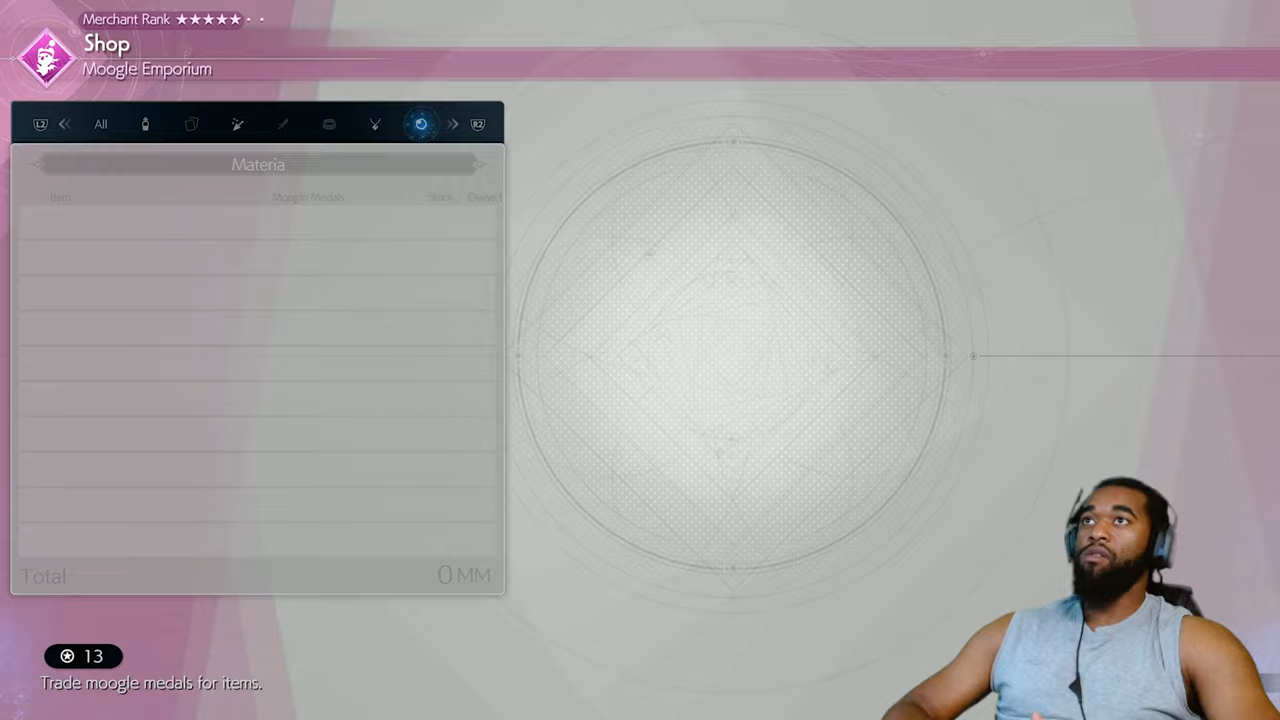 Merchant Rank ★★★★★
Shop
Moogle Emporium
L2 All R2
Materia
Item Moogle Medals Stock Owned
Total 0 MM
13
Trade moogle medals for items.